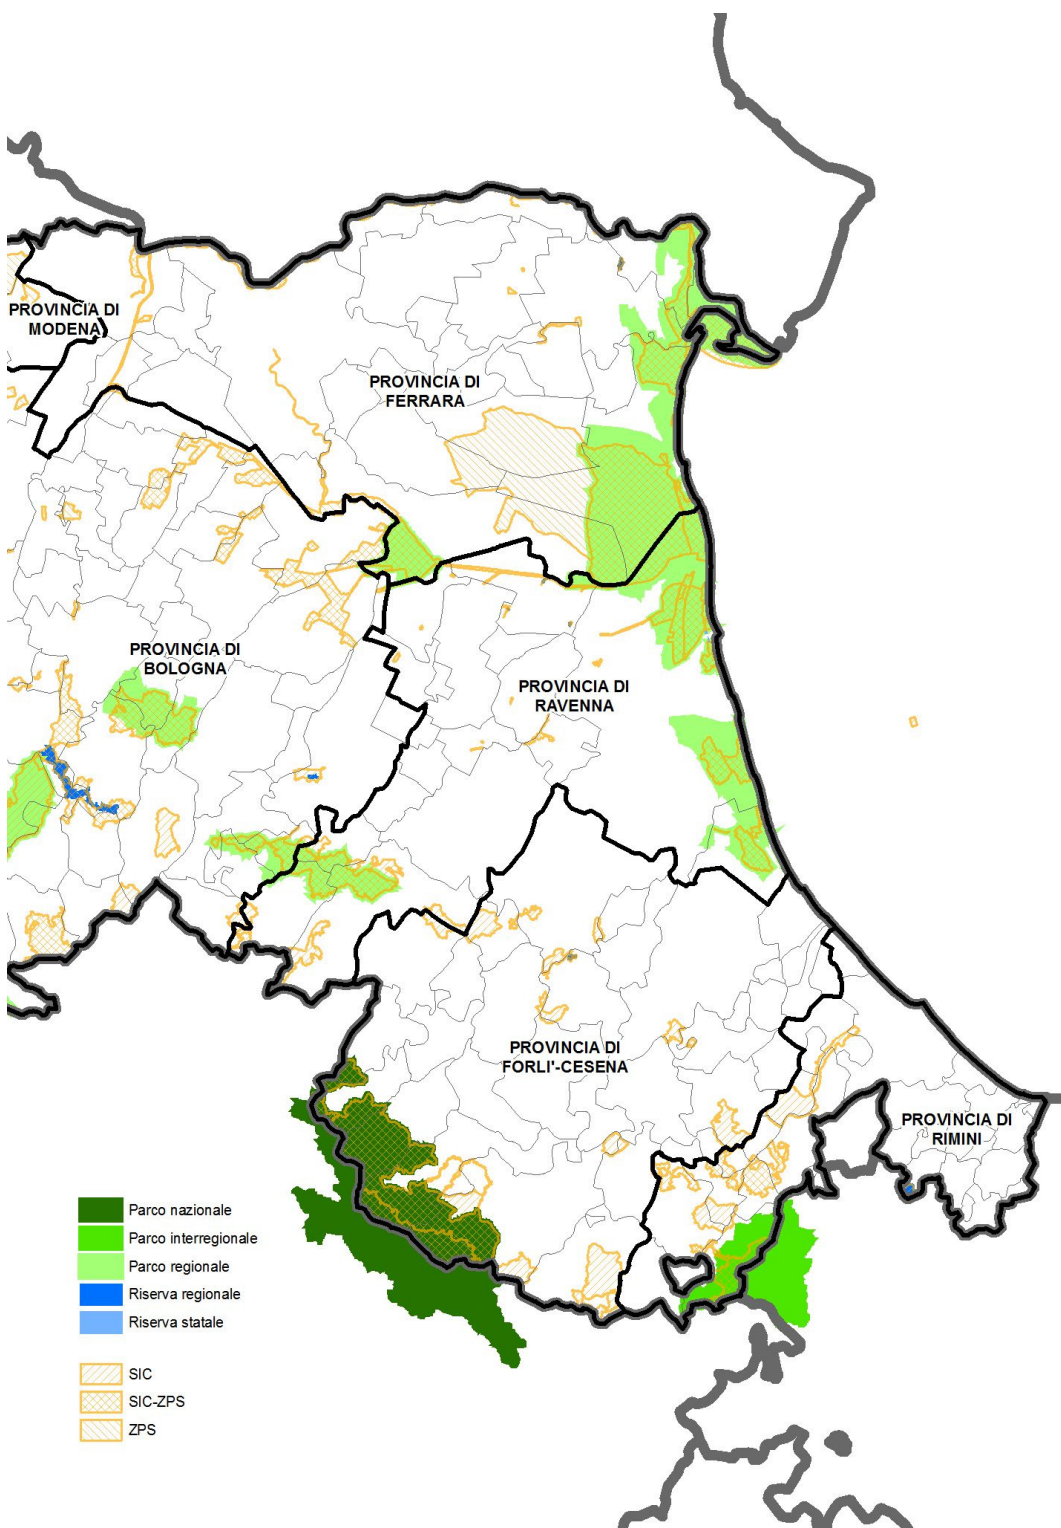 PROVINCIA DI
MODENA
PROVINCIA DI
FERRARA
PROVINCIA DI
BOLOGNA
PROVINCIA DI
RAVENNA
PROVINCIA DI
FORLI'-CESENA
PROVINCIA DI
RIMINI
Parco nazionale
Parco interregionale
Parco regionale
Riserva regionale
Riserva statale
SIC
SIC-ZPS
ZPS